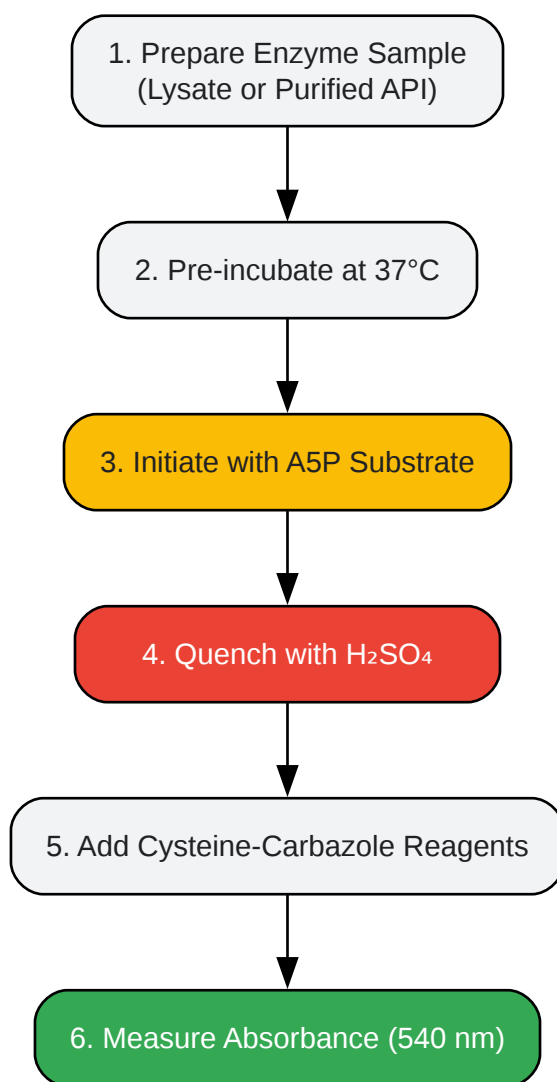 1. Prepare Enzyme Sample
(Lysate or Purified API)
2. Pre-incubate at 37°C
3. Initiate with A5P Substrate
4. Quench with H₂SO₄
5. Add Cysteine-Carbazole Reagents
6. Measure Absorbance (540 nm)